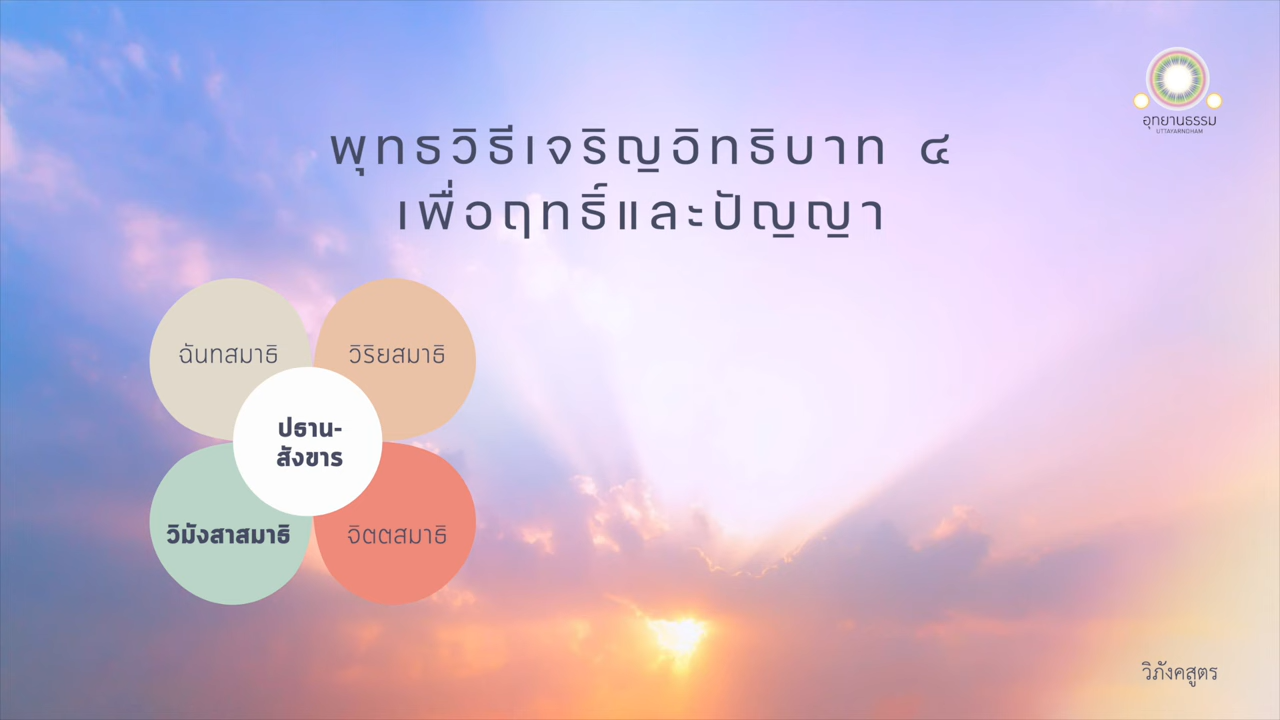 อุทยานธรรม
UTTAYARNDHAM
พุทธวิธีเจริญอิทธิบาท ๔
เพื่อฤทธิ์และปัญญา
ฉันทสมาธิ
วิริยสมาธิ
ปธาน-
สังขาร
วิมังสาสมาธิ
จิตตสมาธิ
วิภังคสูตร